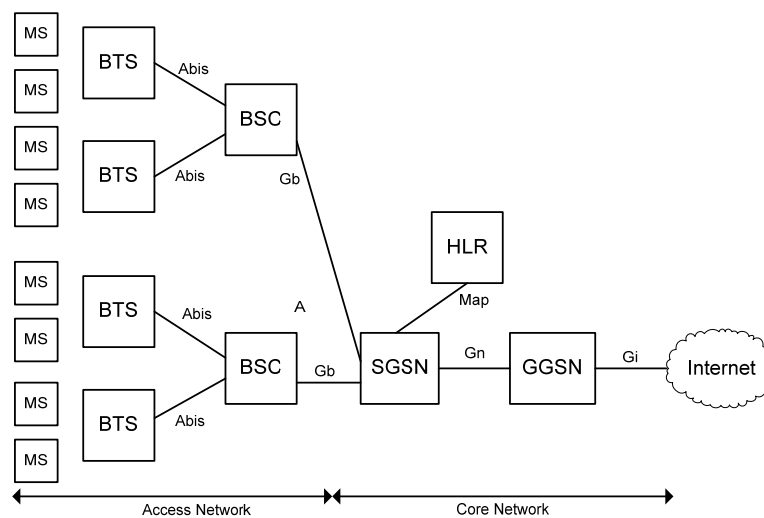 MS
BTS
Abis
MS
BSC
MS
BTS
Abis
Gb
MS
HLR
MS
BTS
Abis
A
Map
MS
BSC
Gb
SGSN
Gn
GGSN
Gi
Internet
MS
BTS
Abis
MS
Access Network
Core Network